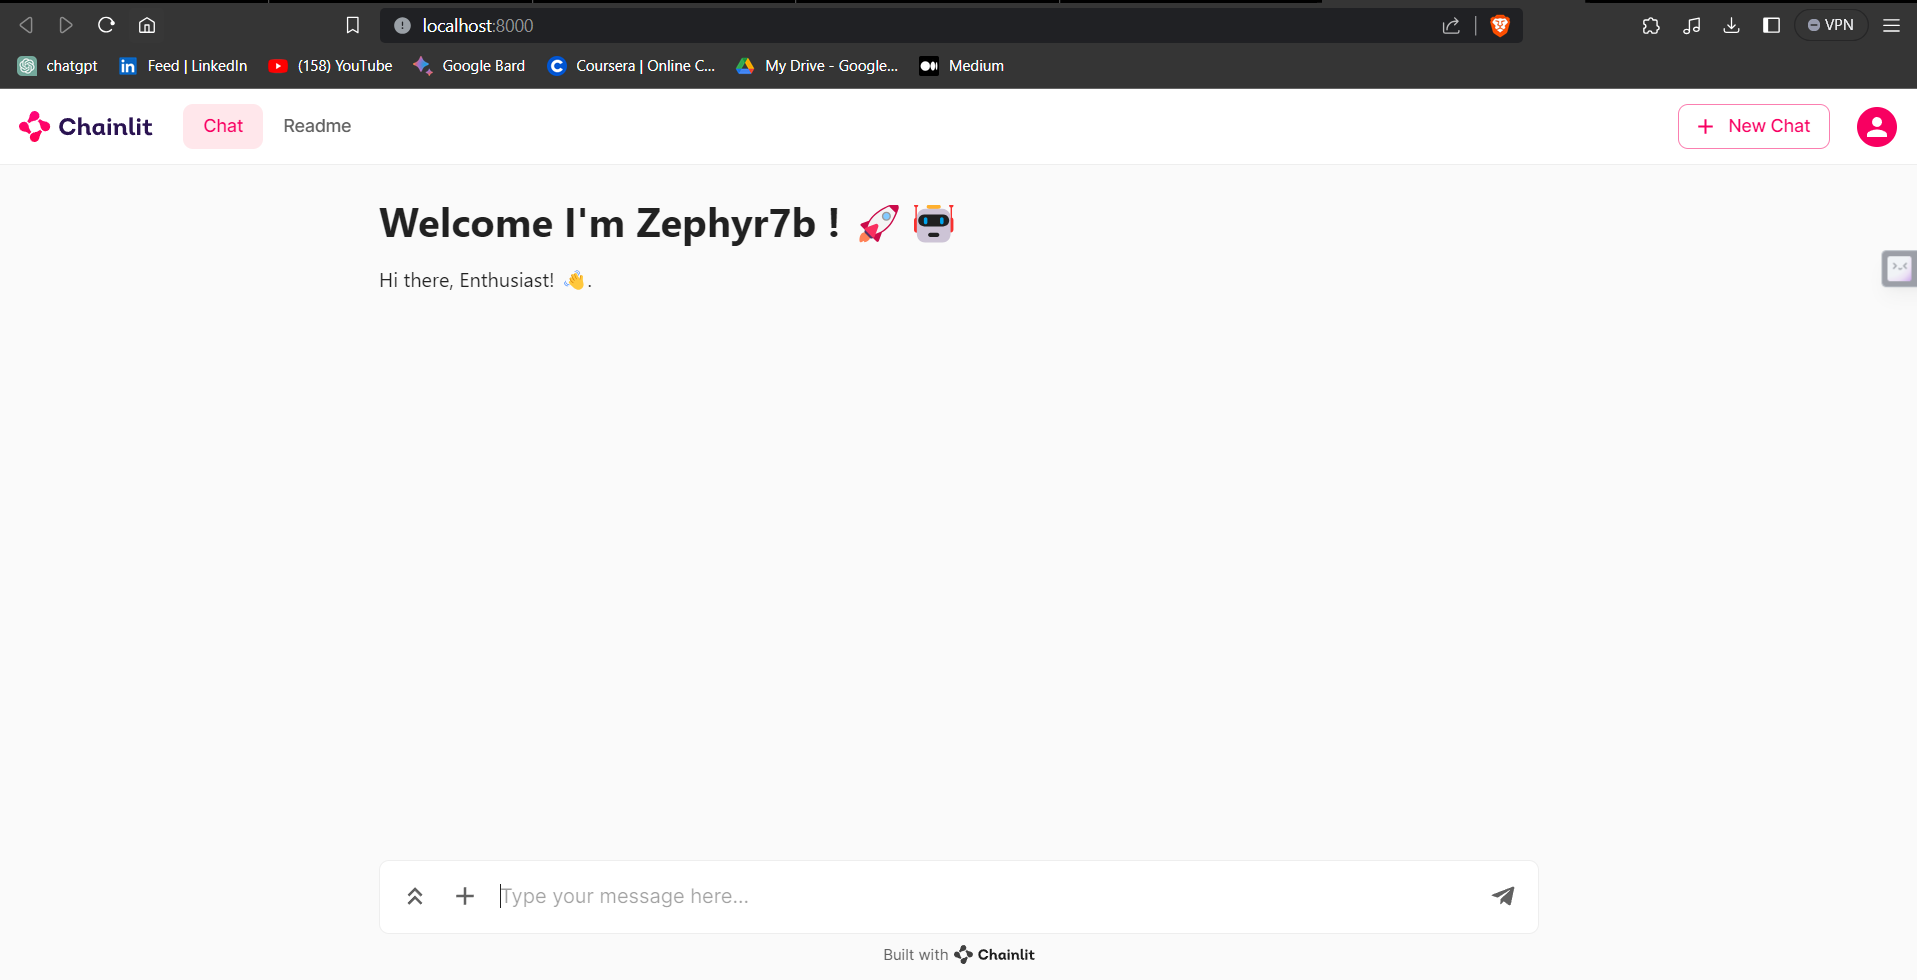 localhost:8000
VPN
chatgpt
Feed | LinkedIn
(158) YouTube
Google Bard
Coursera | Online C...
My Drive - Google...
Medium
Chainlit
Chat
Readme
+ New Chat
Welcome I'm Zephyr7b ! 🚀 🤖
Hi there, Enthusiast! 👋.
Type your message here...
Built with Chainlit